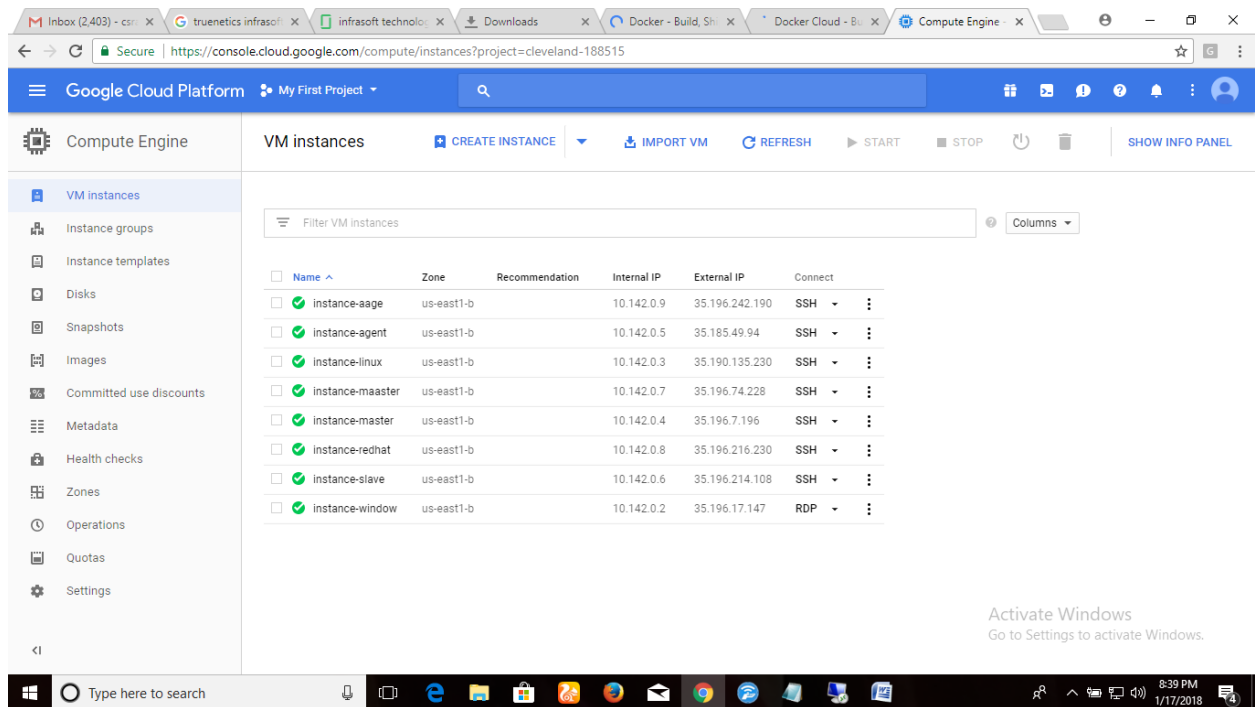 Inbox (2,403) - csri truenetics infrasoft infrasoft technolog Downloads Docker - Build, Shi Docker Cloud - Bu Compute Engine -
Secure | https://console.cloud.google.com/compute/instances?project=cleveland-188515
Google Cloud Platform My First Project
Compute Engine
VM instances CREATE INSTANCE IMPORT VM REFRESH START STOP SHOW INFO PANEL
VM instances
Instance groups
Instance templates
Disks
Snapshots
Images
Committed use discounts
Metadata
Health checks
Zones
Operations
Quotas
Settings
Filter VM instances Columns
Name Zone Recommendation Internal IP External IP Connect
instance-aage us-east1-b 10.142.0.9 35.196.242.190 SSH
instance-agent us-east1-b 10.142.0.5 35.185.49.94 SSH
instance-linux us-east1-b 10.142.0.3 35.190.135.230 SSH
instance-maaster us-east1-b 10.142.0.7 35.196.74.228 SSH
instance-master us-east1-b 10.142.0.4 35.196.7.196 SSH
instance-redhat us-east1-b 10.142.0.8 35.196.216.230 SSH
instance-slave us-east1-b 10.142.0.6 35.196.214.108 SSH
instance-window us-east1-b 10.142.0.2 35.196.17.147 RDP
Activate Windows
Go to Settings to activate Windows.
Type here to search
8:39 PM
1/17/2018
4